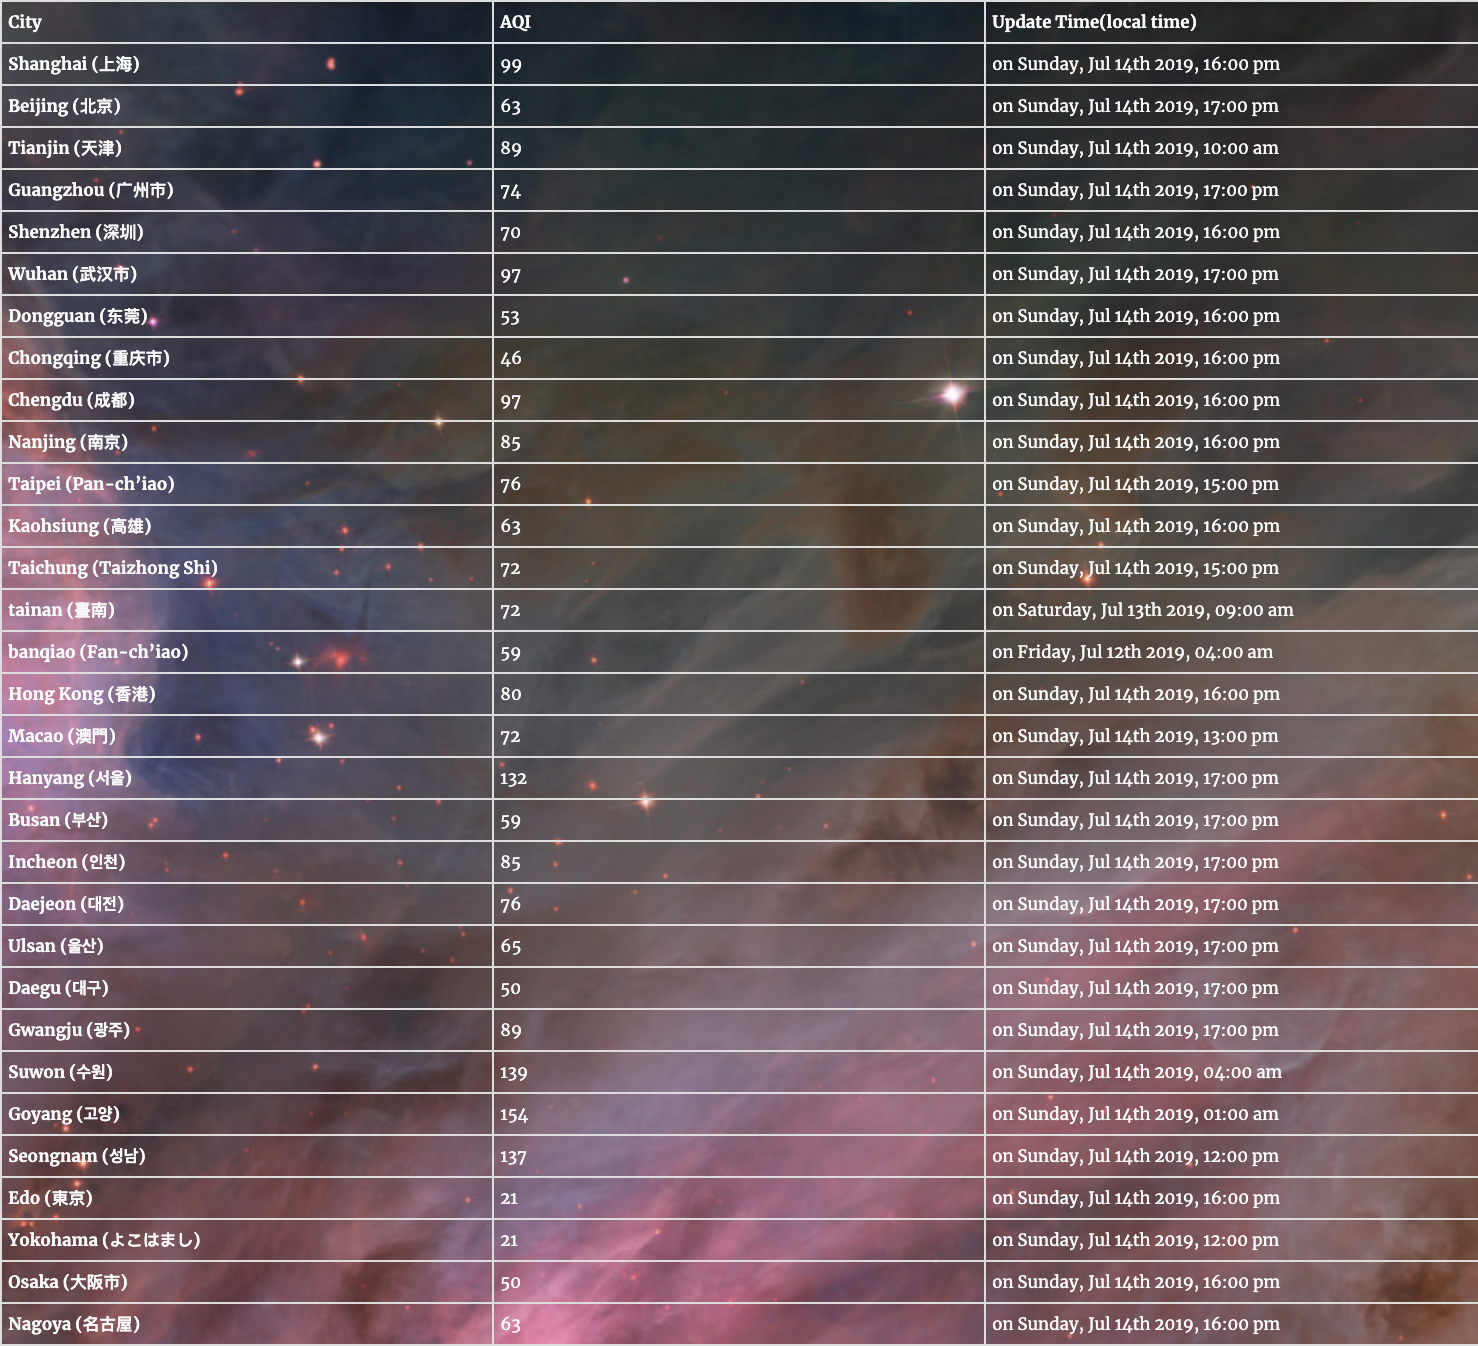 City AQI Update Time(local time)
Shanghai (上海) 99 on Sunday, Jul 14th 2019, 16:00 pm
Beijing (北京) 63 on Sunday, Jul 14th 2019, 17:00 pm
Tianjin (天津) 89 on Sunday, Jul 14th 2019, 10:00 am
Guangzhou (广州市) 74 on Sunday, Jul 14th 2019, 17:00 pm
Shenzhen (深圳) 70 on Sunday, Jul 14th 2019, 16:00 pm
Wuhan (武汉市) 97 on Sunday, Jul 14th 2019, 17:00 pm
Dongguan (东莞) 53 on Sunday, Jul 14th 2019, 16:00 pm
Chongqing (重庆市) 46 on Sunday, Jul 14th 2019, 16:00 pm
Chengdu (成都) 97 on Sunday, Jul 14th 2019, 16:00 pm
Nanjing (南京) 85 on Sunday, Jul 14th 2019, 16:00 pm
Taipei (Pan-ch’iao) 76 on Sunday, Jul 14th 2019, 15:00 pm
Kaohsiung (高雄) 63 on Sunday, Jul 14th 2019, 16:00 pm
Taichung (Taizhong Shi) 72 on Sunday, Jul 14th 2019, 15:00 pm
tainan (臺南) 72 on Saturday, Jul 13th 2019, 09:00 am
banqiao (Fan-ch’iao) 59 on Friday, Jul 12th 2019, 04:00 am
Hong Kong (香港) 80 on Sunday, Jul 14th 2019, 16:00 pm
Macao (澳門) 72 on Sunday, Jul 14th 2019, 13:00 pm
Hanyang (서울) 132 on Sunday, Jul 14th 2019, 17:00 pm
Busan (부산) 59 on Sunday, Jul 14th 2019, 17:00 pm
Incheon (인천) 85 on Sunday, Jul 14th 2019, 17:00 pm
Daejeon (대전) 76 on Sunday, Jul 14th 2019, 17:00 pm
Ulsan (울산) 65 on Sunday, Jul 14th 2019, 17:00 pm
Daegu (대구) 50 on Sunday, Jul 14th 2019, 17:00 pm
Gwangju (광주) 89 on Sunday, Jul 14th 2019, 17:00 pm
Suwon (수원) 139 on Sunday, Jul 14th 2019, 04:00 am
Goyang (고양) 154 on Sunday, Jul 14th 2019, 01:00 am
Seongnam (성남) 137 on Sunday, Jul 14th 2019, 12:00 pm
Edo (東京) 21 on Sunday, Jul 14th 2019, 16:00 pm
Yokohama (よこはまし) 21 on Sunday, Jul 14th 2019, 12:00 pm
Osaka (大阪市) 50 on Sunday, Jul 14th 2019, 16:00 pm
Nagoya (名古屋) 63 on Sunday, Jul 14th 2019, 16:00 pm